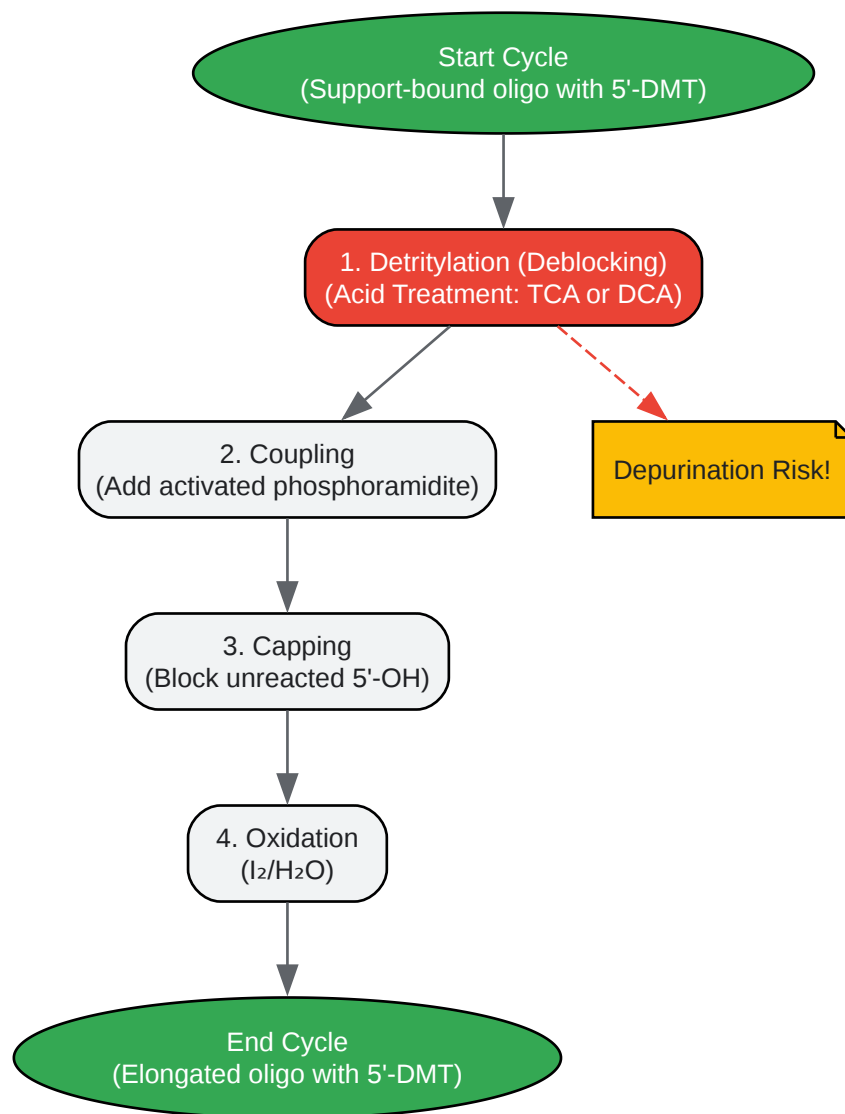 Start Cycle
(Support-bound oligo with 5'-DMT)
1. Detritylation (Deblocking)
(Acid Treatment: TCA or DCA)
2. Coupling
(Add activated phosphoramidite)
Depurination Risk!
3. Capping
(Block unreacted 5'-OH)
4. Oxidation
(I₂/H₂O)
End Cycle
(Elongated oligo with 5'-DMT)